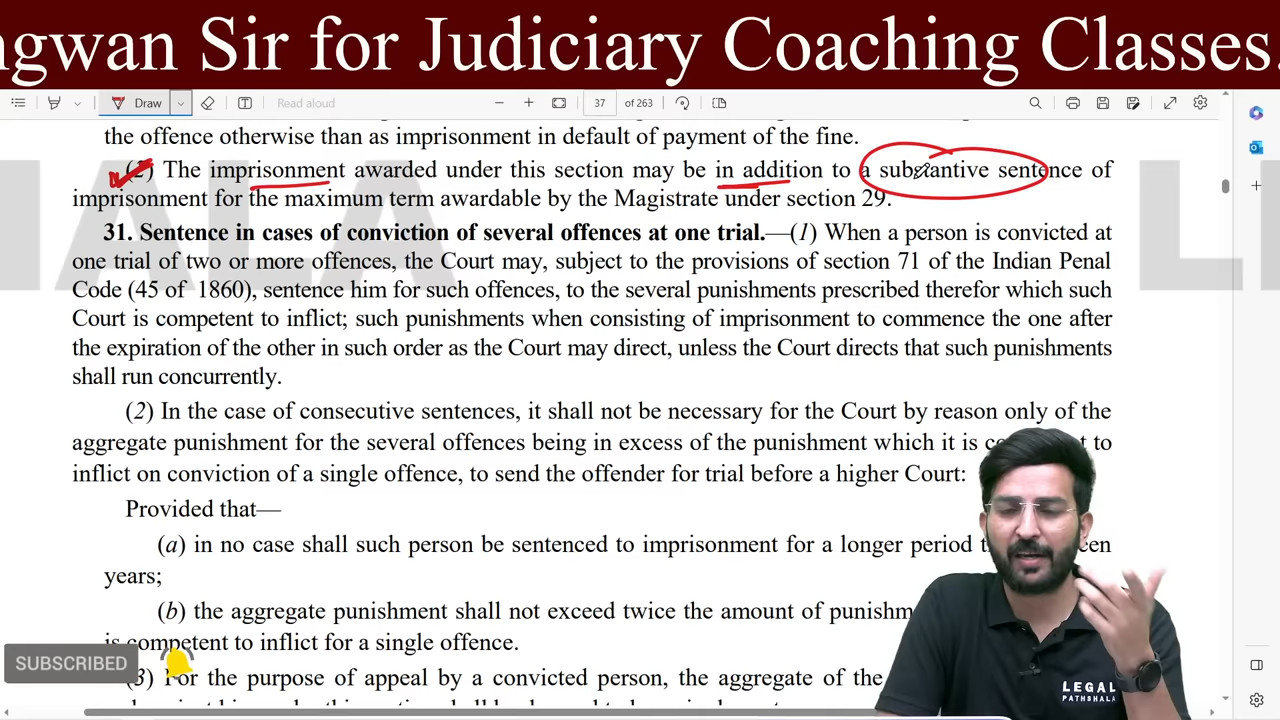 ngwan Sir for Judiciary Coaching Classes.
Draw
Read aloud
37 of 263
the offence otherwise than as imprisonment in default of payment of the fine.
(2) The imprisonment awarded under this section may be in addition to a substantive sentence of
imprisonment for the maximum term awardable by the Magistrate under section 29.
31. Sentence in cases of conviction of several offences at one trial.—(1) When a person is convicted at
one trial of two or more offences, the Court may, subject to the provisions of section 71 of the Indian Penal
Code (45 of 1860), sentence him for such offences, to the several punishments prescribed therefor which such
Court is competent to inflict; such punishments when consisting of imprisonment to commence the one after
the expiration of the other in such order as the Court may direct, unless the Court directs that such punishments
shall run concurrently.
(2) In the case of consecutive sentences, it shall not be necessary for the Court by reason only of the
aggregate punishment for the several offences being in excess of the punishment which it is to
inflict on conviction of a single offence, to send the offender for trial before a higher Court:
Provided that—
(a) in no case shall such person be sentenced to imprisonment for a longer period
years;
(b) the aggregate punishment shall not exceed twice the amount of
is competent to inflict for a single offence.
(3) For the purpose of appeal by a convicted person, the aggregate of the
SUBSCRIBED
LEGAL
PATHSHALA